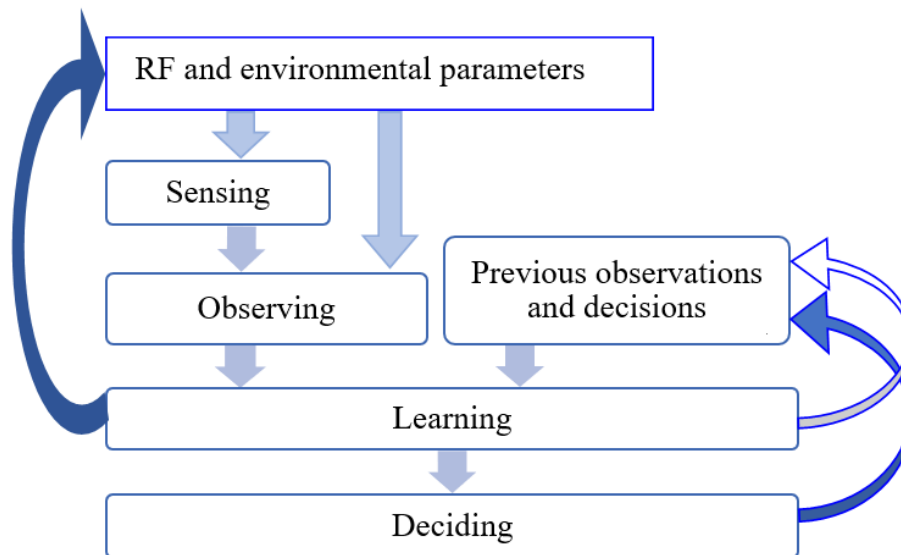 RF and environmental parameters
Sensing
Observing
Previous observations
and decisions
Learning
Deciding